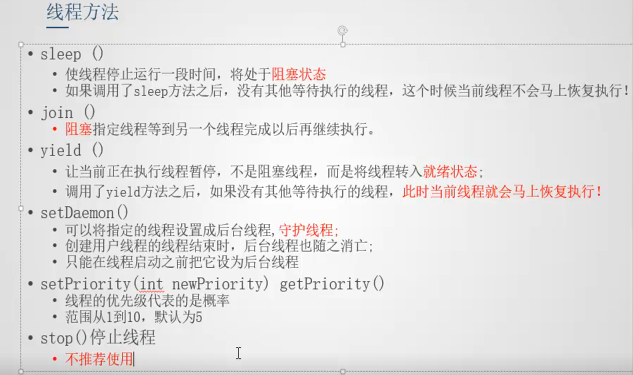 线程方法
• sleep ()
• 使线程停止运行一段时间，将处于阻塞状态
• 如果调用了sleep方法之后，没有其他等待执行的线程，这个时候当前线程不会马上恢复执行！
• join ()
• 阻塞指定线程等到另一个线程完成以后再继续执行。
• yield ()
• 让当前正在执行线程暂停，不是阻塞线程，而是将线程转入就绪状态;
• 调用了yield方法之后，如果没有其他等待执行的线程，此时当前线程就会马上恢复执行！
• setDaemon()
• 可以将指定的线程设置成后台线程,守护线程;
• 创建用户线程的线程结束时，后台线程也随之消亡;
• 只能在线程启动之前把它设为后台线程
• setPriority(int newPriority) getPriority()
• 线程的优先级代表的是概率
• 范围从1到10，默认为5
• stop()停止线程
• 不推荐使用